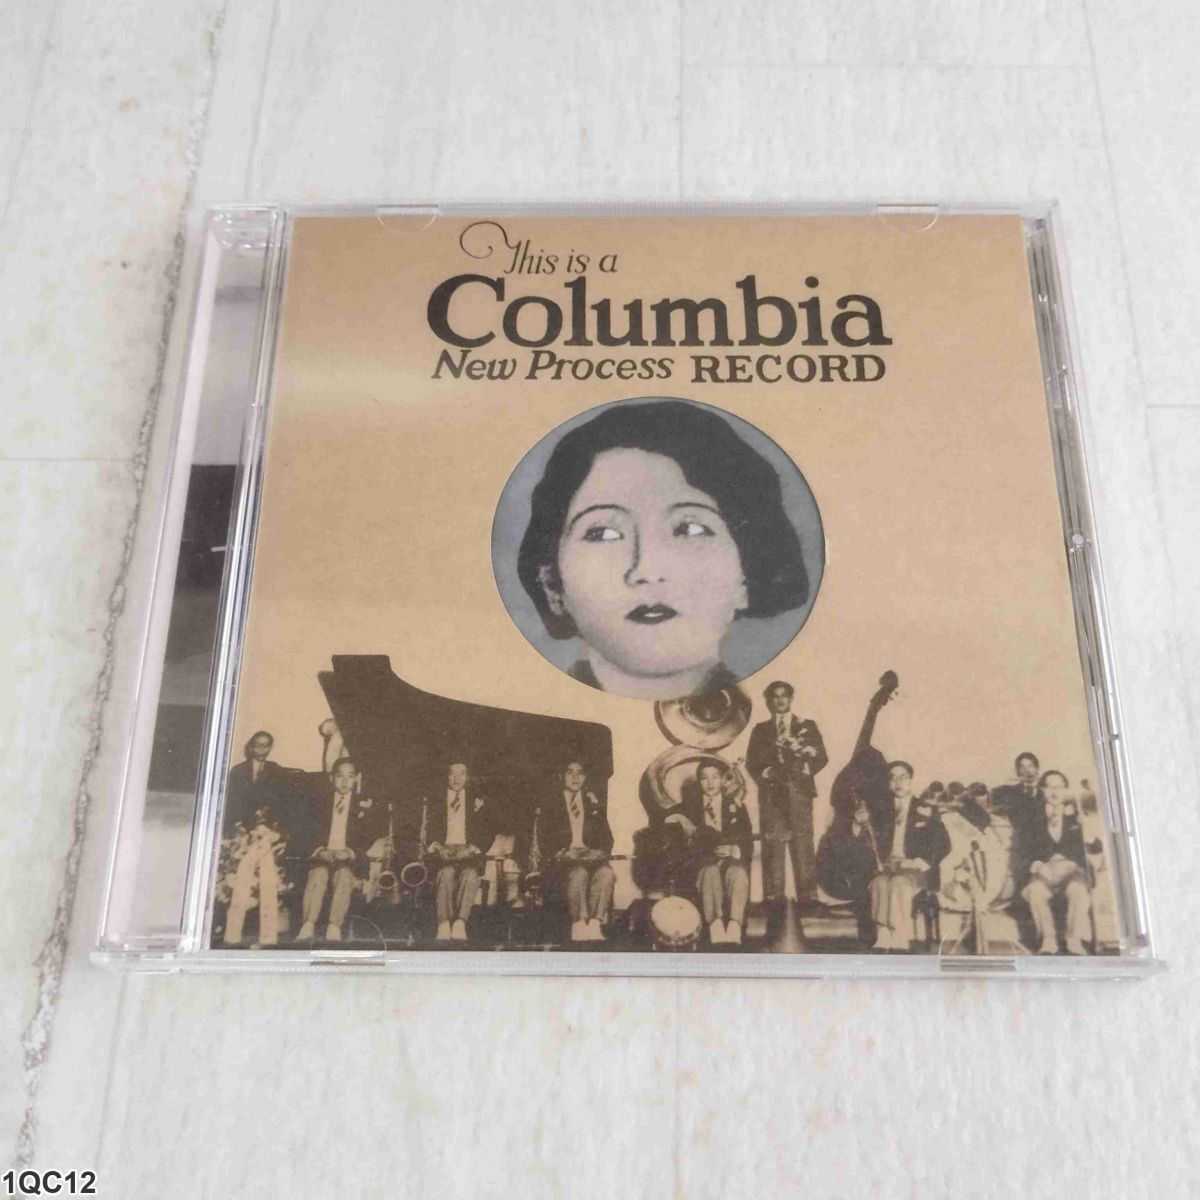 This is a
Columbia
New Process RECORD
1QC12